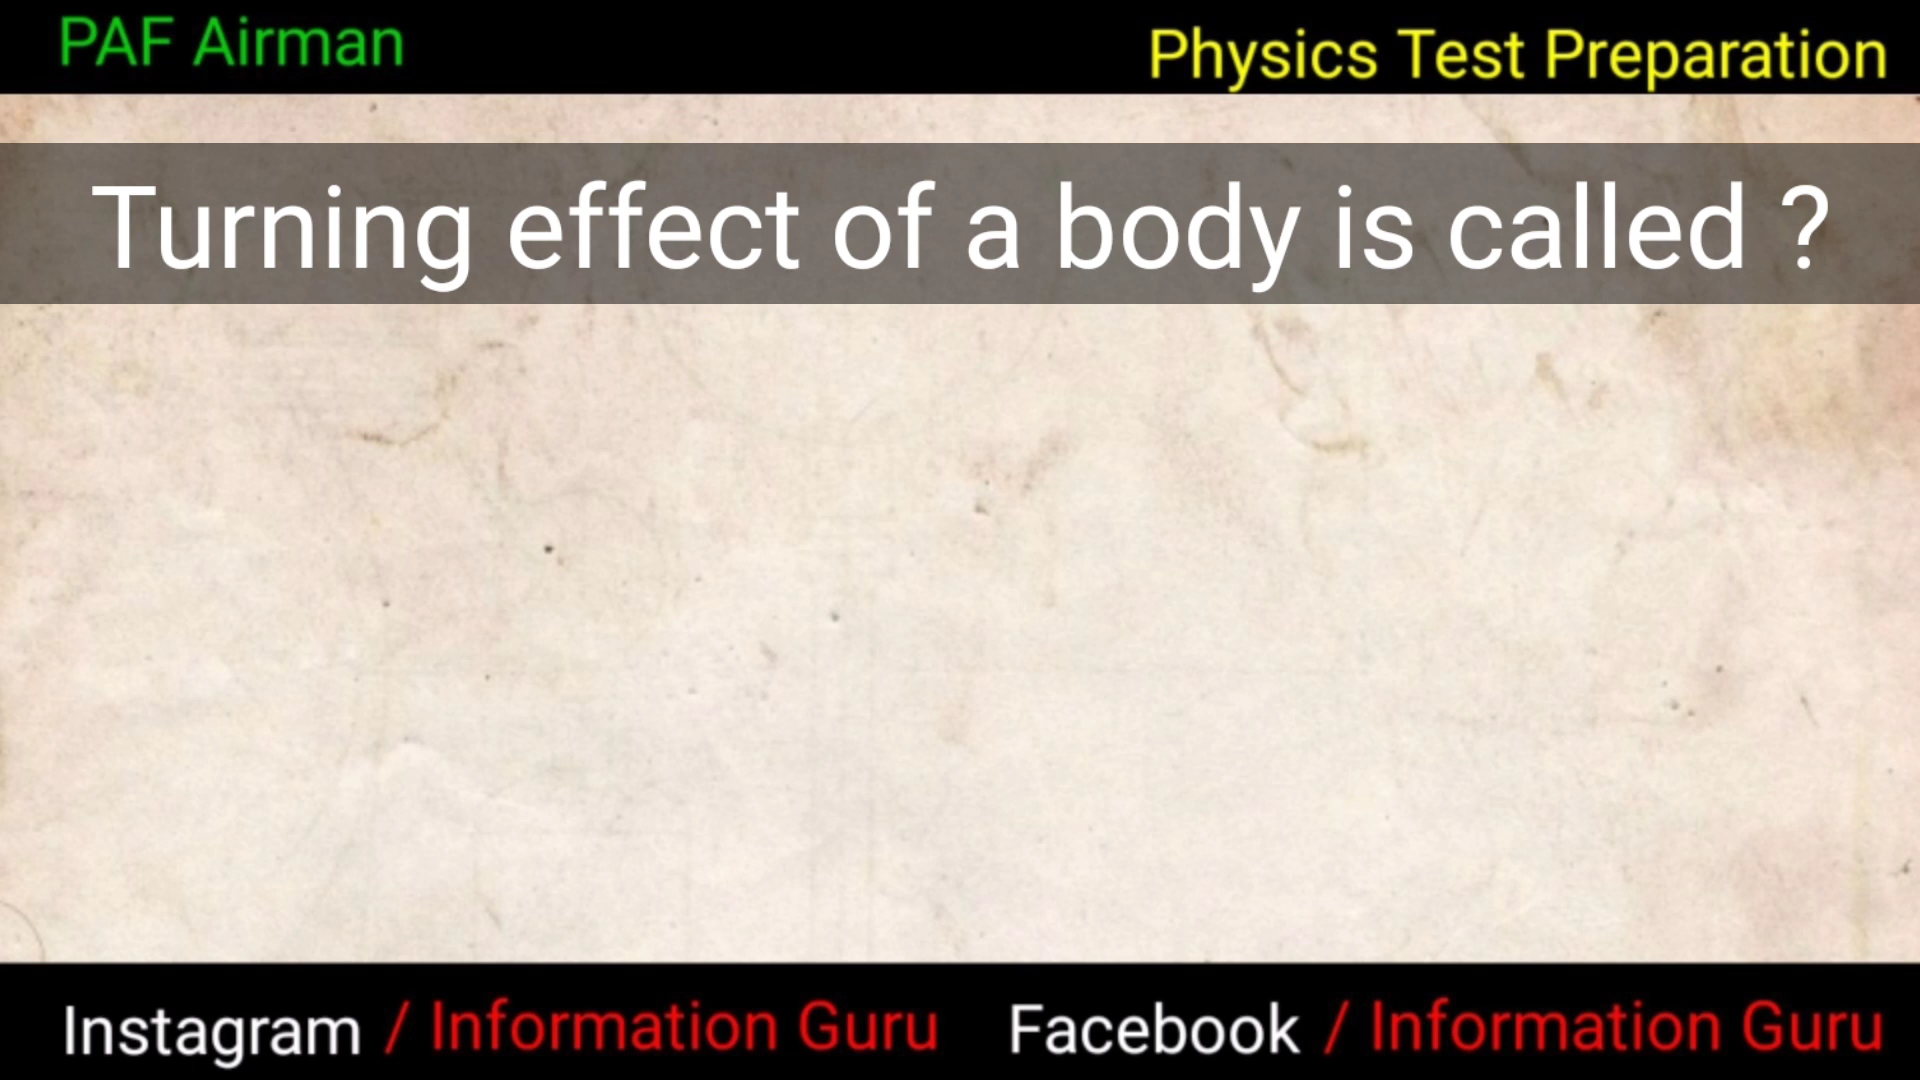 PAF Airman
Physics Test Preparation
Turning effect of a body is called ?
Instagram / Information Guru
Facebook / Information Guru